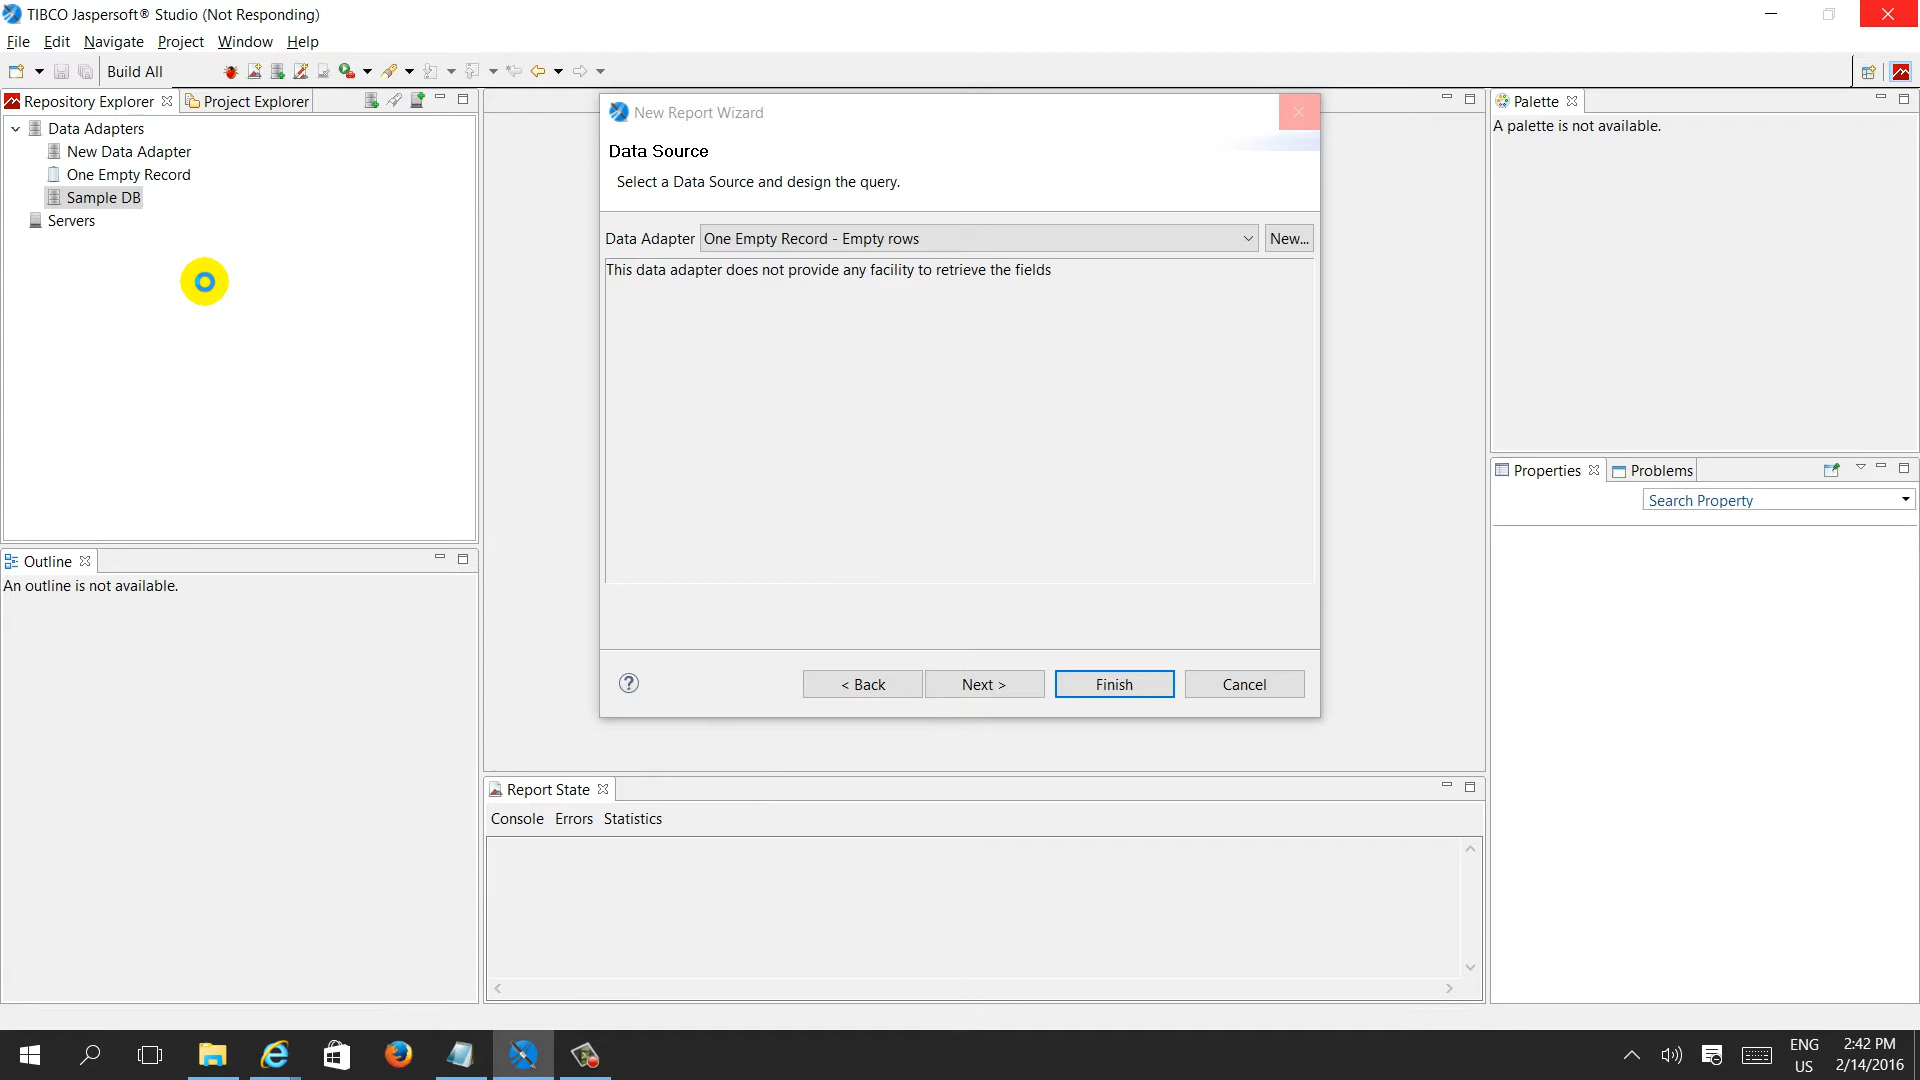 TIBCO Jaspersoft® Studio (Not Responding)
File Edit Navigate Project Window Help
Build All
Repository Explorer
Project Explorer
Data Adapters
New Data Adapter
One Empty Record
Sample DB
Servers
Outline
An outline is not available.
New Report Wizard
Data Source
Select a Data Source and design the query.
Data Adapter One Empty Record - Empty rows New...
This data adapter does not provide any facility to retrieve the fields
?
< Back Next > Finish Cancel
Report State
Console Errors Statistics
Palette
A palette is not available.
Properties
Problems
Search Property
ENG
US
2:42 PM
2/14/2016